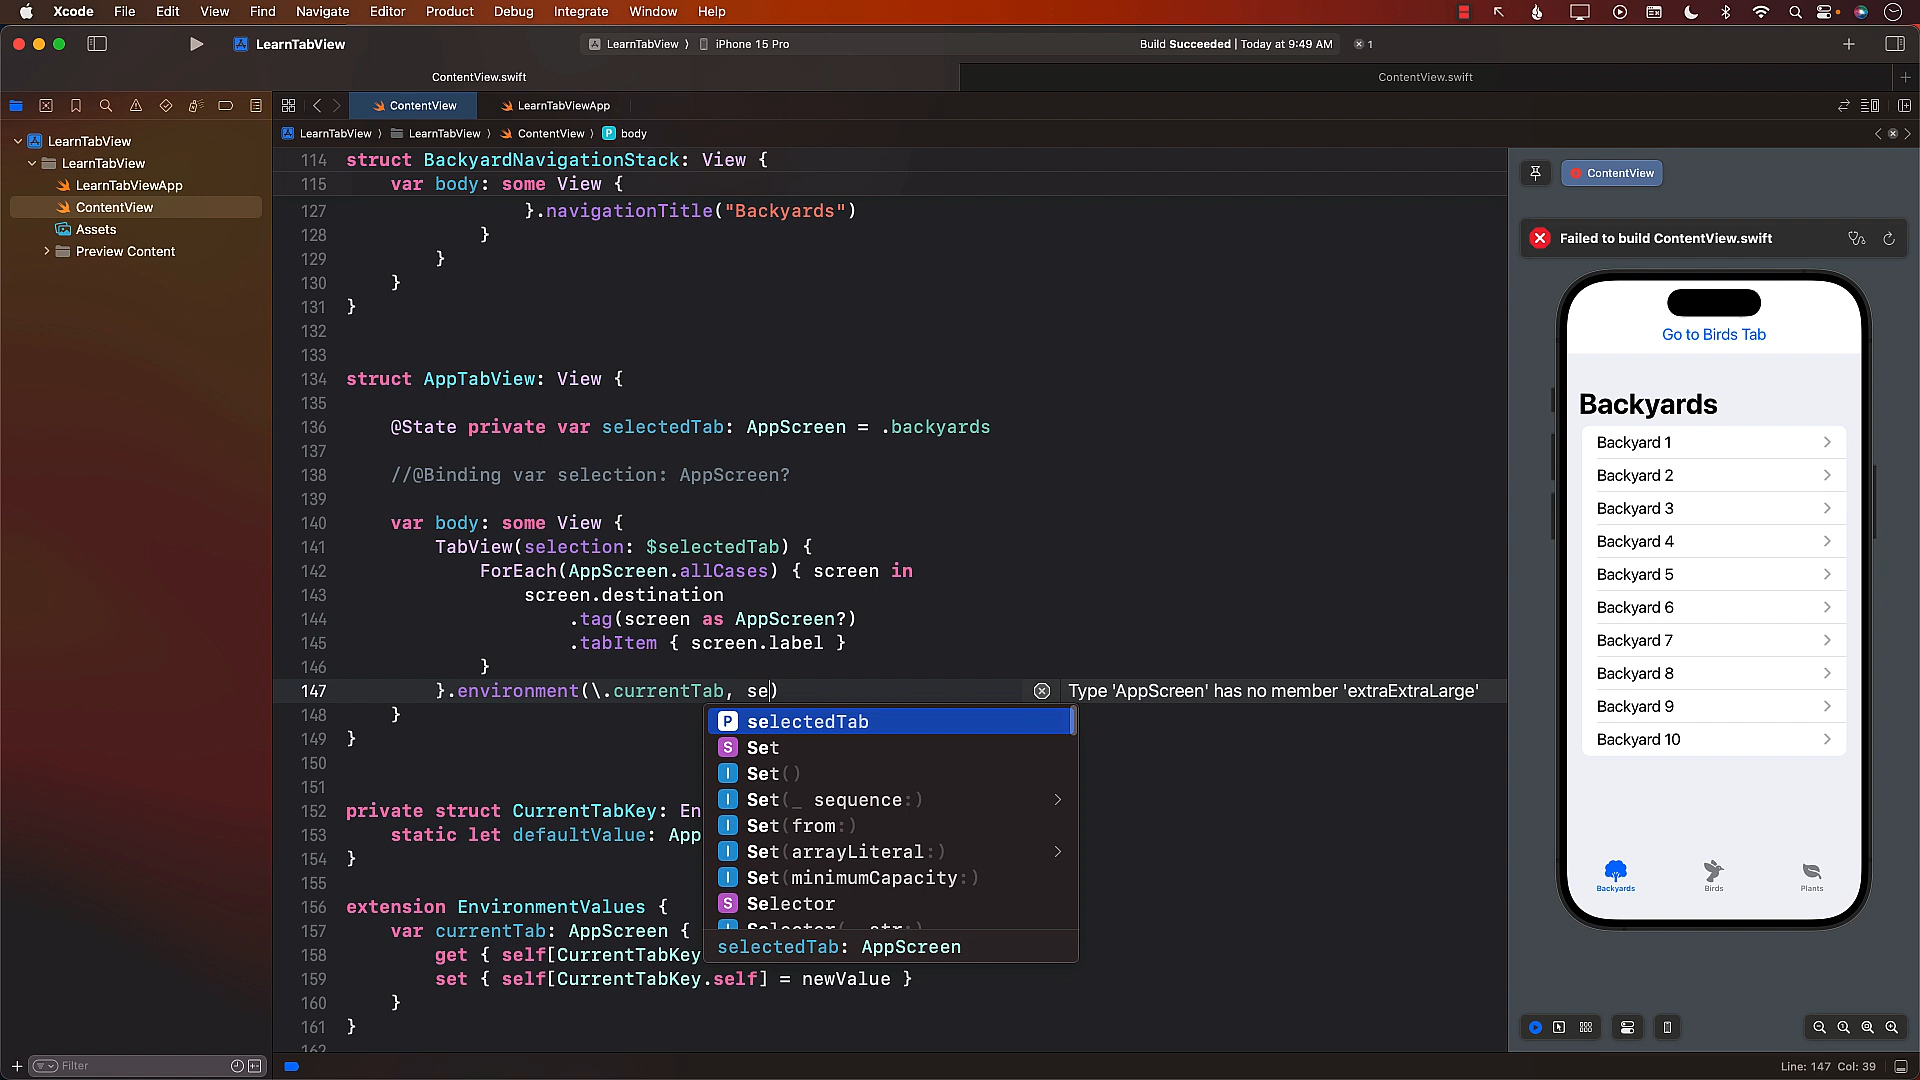 Xcode File Edit View Find Navigate Editor Product Debug Integrate Window Help
LearnTabView
LearnTabView ⟩ iPhone 15 Pro
Build Succeeded | Today at 9:49 AM
1
ContentView.swift
ContentView.swift
ContentView
LearnTabViewApp
LearnTabView ⟩ LearnTabView ⟩ ContentView ⟩ P body
LearnTabView
LearnTabView
LearnTabViewApp
ContentView
Assets
Preview Content
Filter
114 struct BackyardNavigationStack: View {
115 var body: some View {
127 }.navigationTitle("Backyards")
128 }
129 }
130 }
131 }
132
133
134 struct AppTabView: View {
135
136 @State private var selectedTab: AppScreen = .backyards
137
138 //@Binding var selection: AppScreen?
139
140 var body: some View {
141 TabView(selection: $selectedTab) {
142 ForEach(AppScreen.allCases) { screen in
143 screen.destination
144 .tag(screen as AppScreen?)
145 .tabItem { screen.label }
146 }
147 }.environment(\.currentTab, se)
Type 'AppScreen' has no member 'extraExtraLarge'
148 }
149 }
150
151
152 private struct CurrentTabKey: En
153 static let defaultValue: App
154 }
155
156 extension EnvironmentValues {
157 var currentTab: AppScreen {
158 get { self[CurrentTabKey
159 set { self[CurrentTabKey.self] = newValue }
160 }
161 }
162
P selectedTab
S Set
I Set()
I Set(_ sequence:)
I Set(from:)
I Set(arrayLiteral:)
I Set(minimumCapacity:)
S Selector
selectedTab: AppScreen
ContentView
Failed to build ContentView.swift
Go to Birds Tab
Backyards
Backyard 1
Backyard 2
Backyard 3
Backyard 4
Backyard 5
Backyard 6
Backyard 7
Backyard 8
Backyard 9
Backyard 10
Backyards Birds Plants
Line: 147 Col: 39